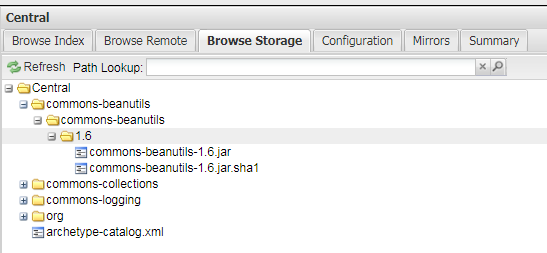 Central
Browse Index Browse Remote Browse Storage Configuration Mirrors Summary
Refresh Path Lookup:
Central
commons-beanutils
commons-beanutils
1.6
commons-beanutils-1.6.jar
commons-beanutils-1.6.jar.sha1
commons-collections
commons-logging
org
archetype-catalog.xml